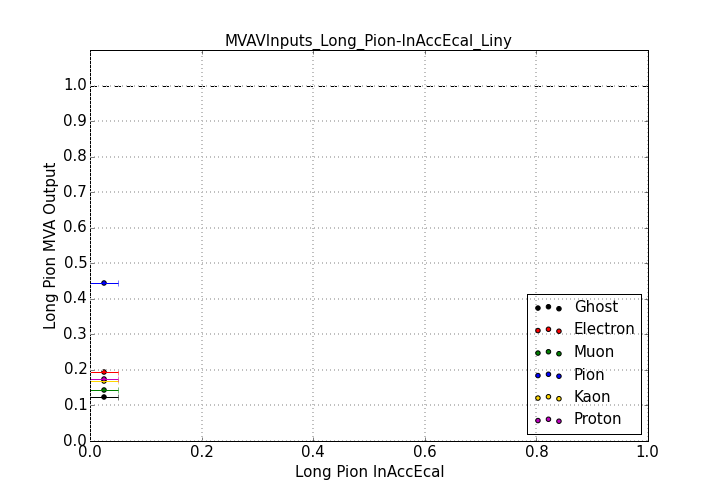 MVAVInputs_Long_Pion-InAccEcal_Liny
Long Pion MVA Output
1.0
0.9
0.8
0.7
0.6
0.5
0.4
0.3
0.2
0.1
0.0
Ghost
Electron
Muon
Pion
Kaon
Proton
0.0 0.2 0.4 0.6 0.8 1.0
Long Pion InAccEcal